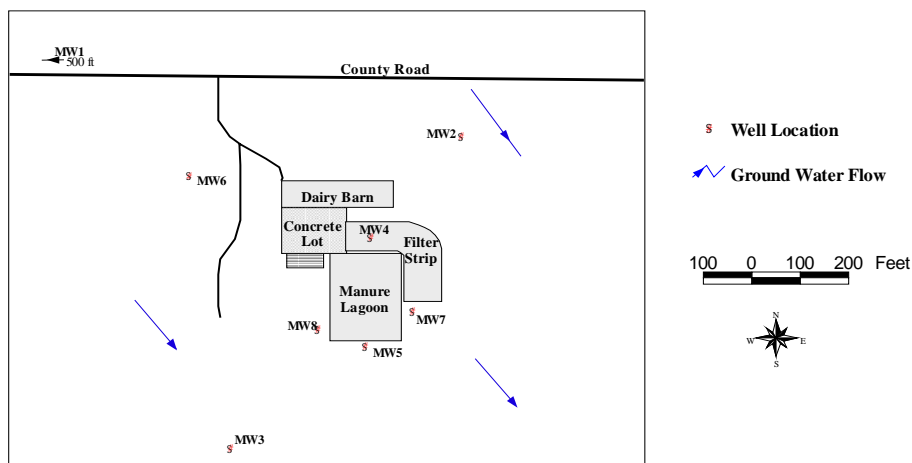 MW1
500 ft
County Road
MW2
Well Location
MW6
Ground Water Flow
Dairy Barn
Concrete
Lot
MW4
Filter
Strip
100 0 100 200 Feet
Manure
Lagoon
MW7
MW8
MW5
N
W E
S
MW3